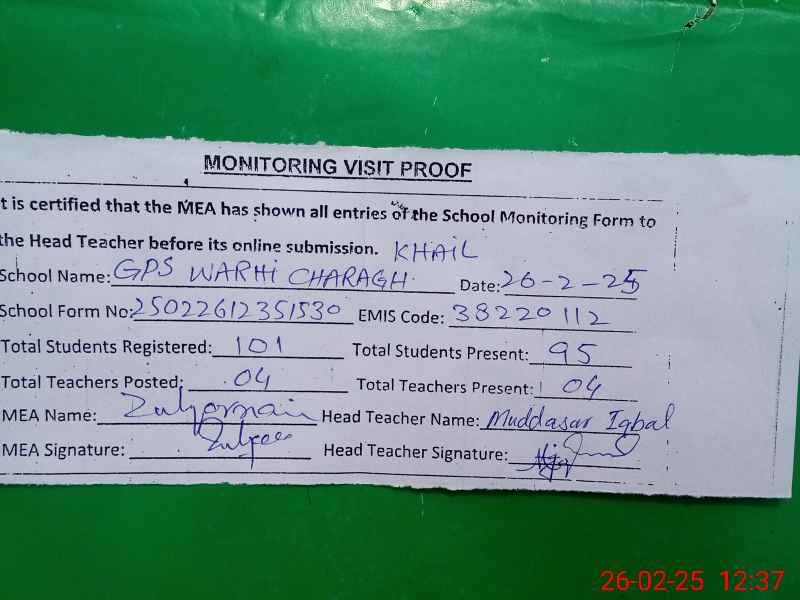 MONITORING VISIT PROOF
t is certified that the MEA has shown all entries of the School Monitoring Form to
the Head Teacher before its online submission. KHAIL
School Name: GPS WARHI CHARAGH Date: 26-2-25
School Form No: 25022612351530 EMIS Code: 38220112
Total Students Registered: 101 Total Students Present: 95
Total Teachers Posted: 04 Total Teachers Present: 04
MEA Name: Zulqarnain Head Teacher Name: Muddasar Iqbal
MEA Signature: Head Teacher Signature:
26-02-25 12:37